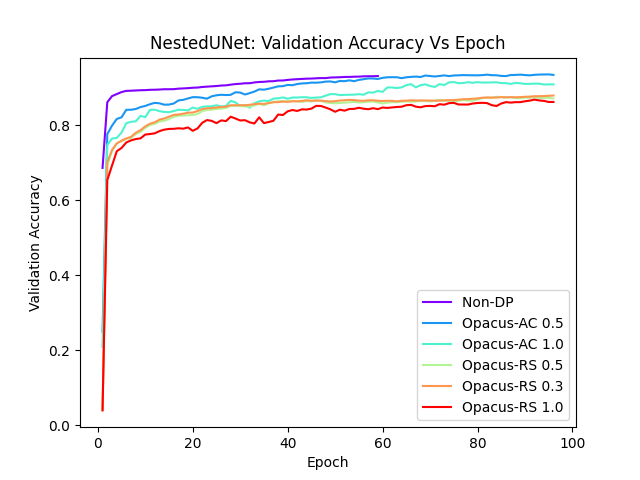 NestedUNet: Validation Accuracy Vs Epoch
Validation Accuracy
0.8
0.6
0.4
0.2
0.0
0
20
40
60
80
100
Epoch
Non-DP
Opacus-AC 0.5
Opacus-AC 1.0
Opacus-RS 0.5
Opacus-RS 0.3
Opacus-RS 1.0